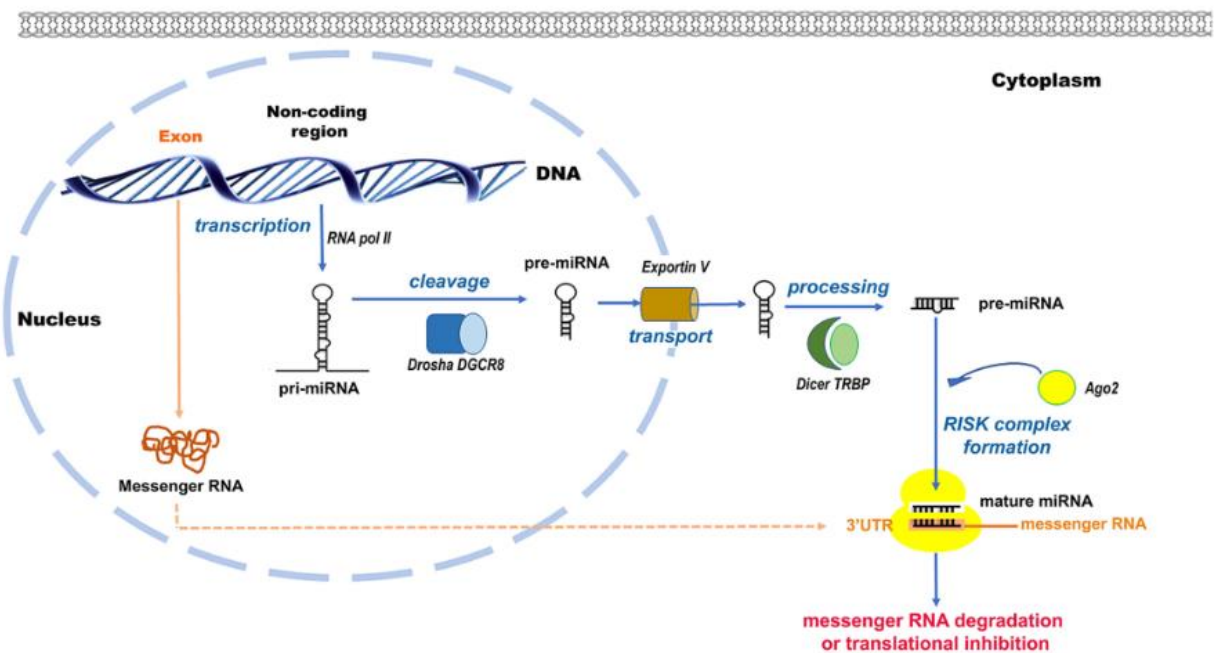 Cytoplasm
Non-coding
region
Exon
DNA
transcription
RNA pol II
pre-miRNA
Exportin V
cleavage
processing
Nucleus
pre-miRNA
transport
Drosha DGCR8
Dicer TRBP
pri-miRNA
Ago2
RISK complex
formation
Messenger RNA
mature miRNA
3'UTR
messenger RNA
messenger RNA degradation
or translational inhibition